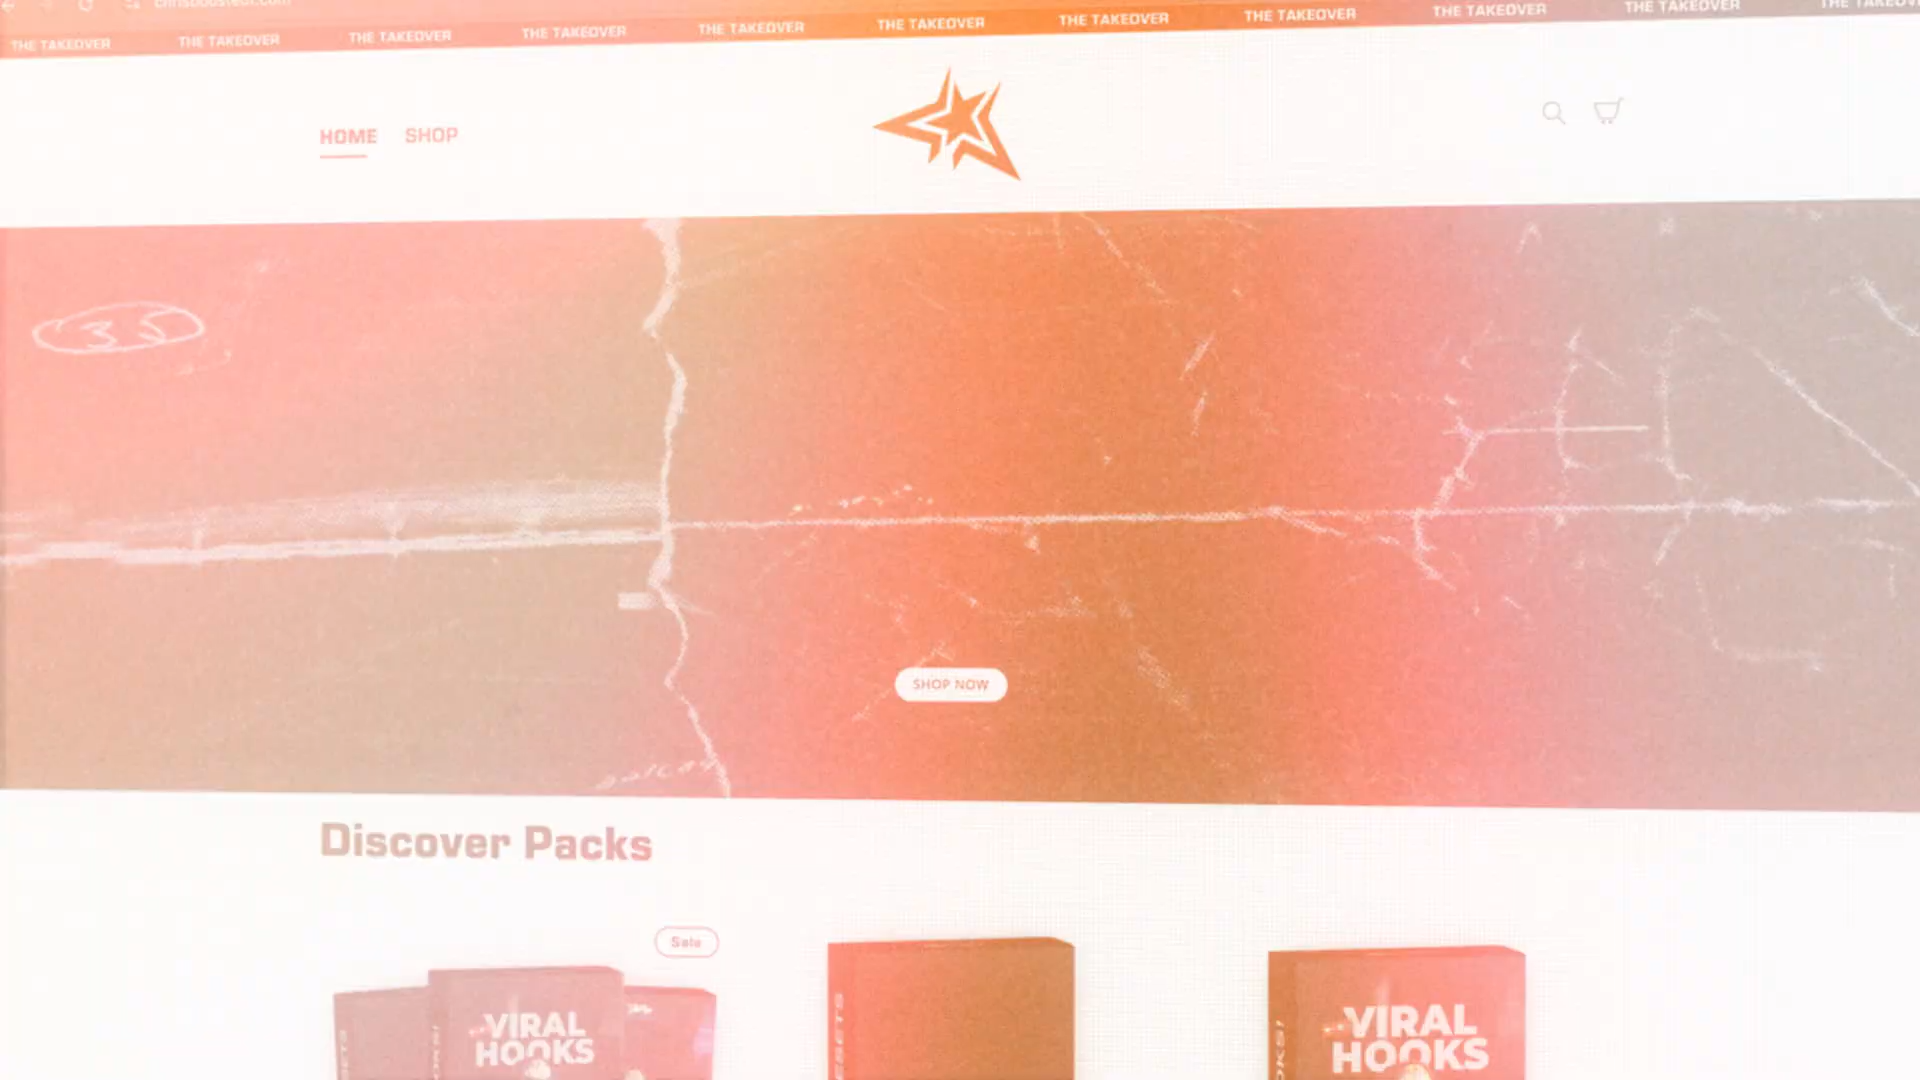 THE TAKEOVER THE TAKEOVER THE TAKEOVER THE TAKEOVER THE TAKEOVER THE TAKEOVER THE TAKEOVER THE TAKEOVER THE TAKEOVER THE TAKEOVER
HOME SHOP
35
SHOP NOW
Discover Packs
Sale
VIRAL
HOOKS
VIRAL
HOOKS